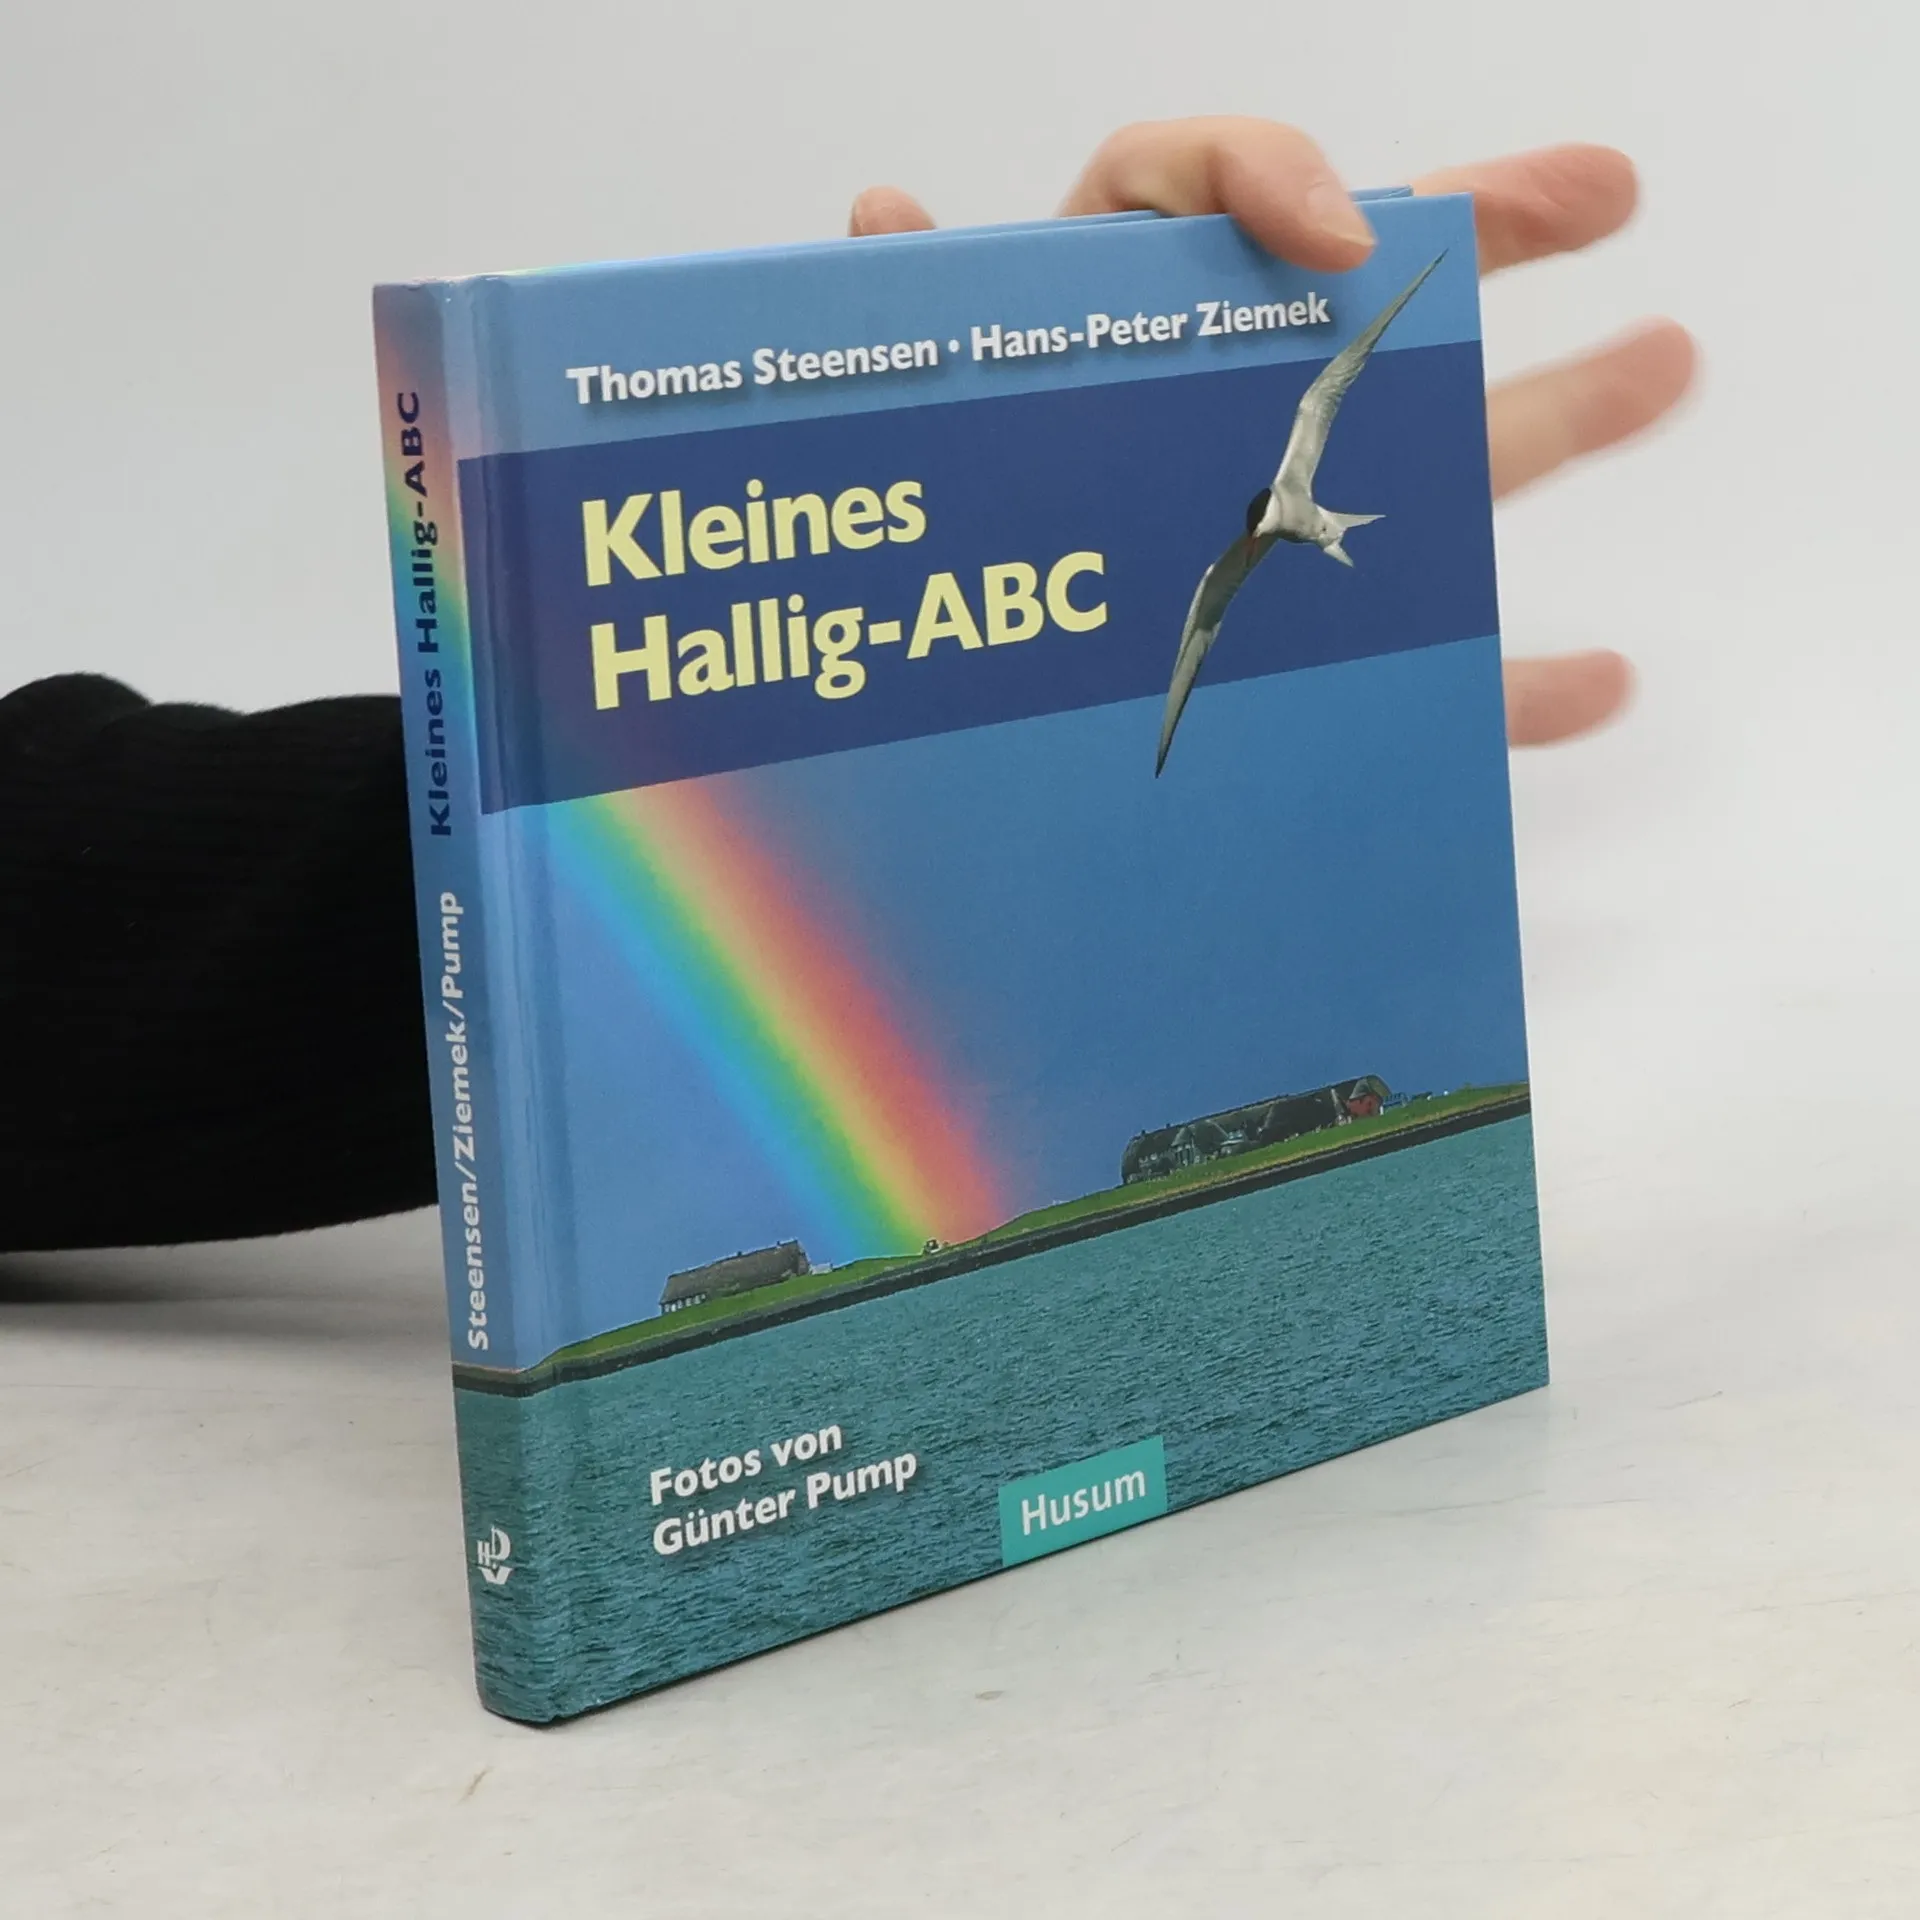 Thomas Steensen • Hans-Peter Ziemek
Kleines
Hallig-ABC
Fotos von
Günter Pump
Husum
Steensen/Ziemek/Pump Kleines Hallig-ABC
HDV